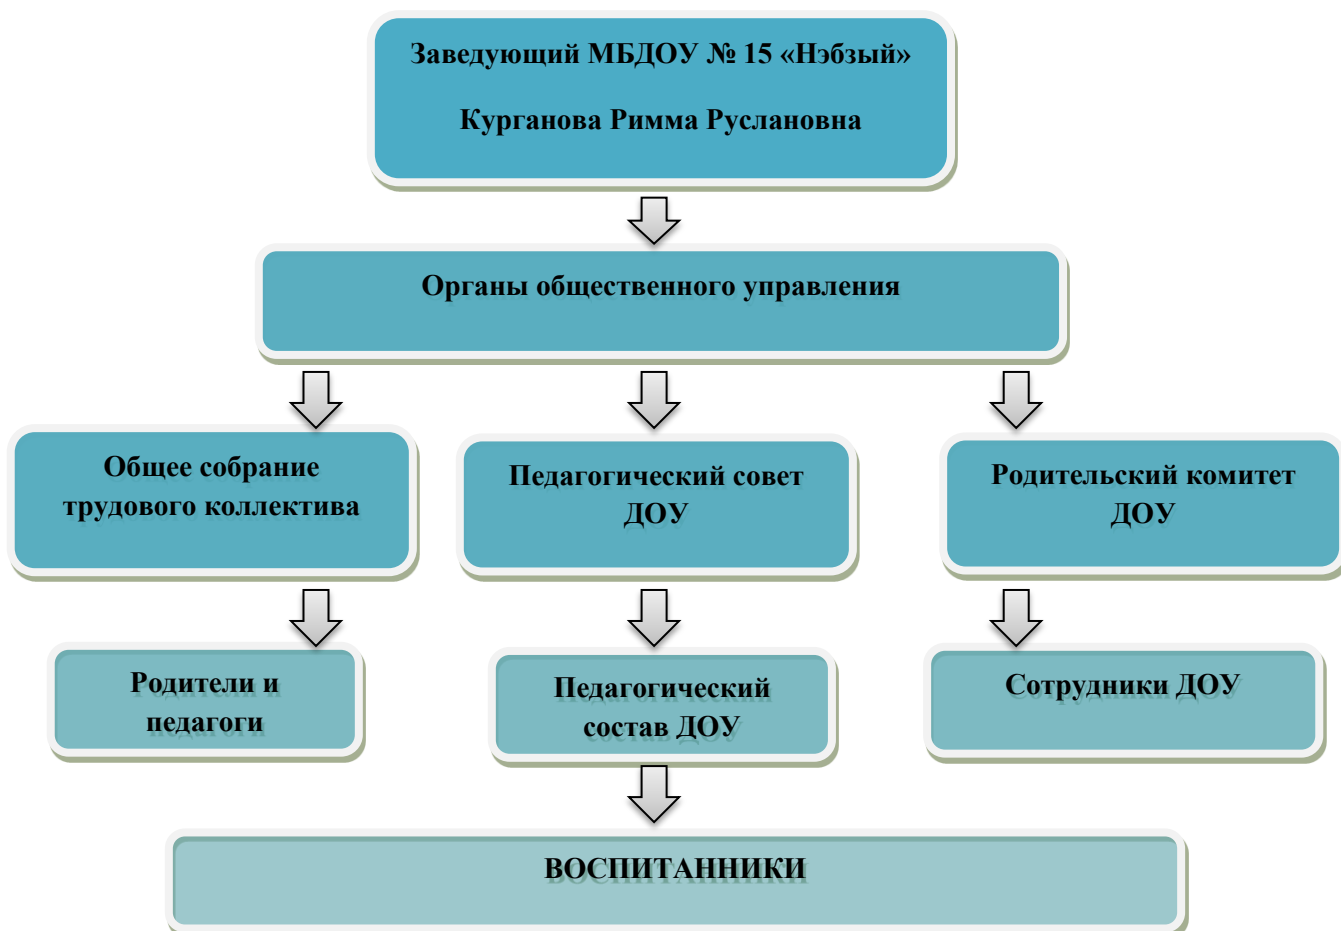 Заведующий МБДОУ № 15 «Нэбзый»
Курганова Римма Руслановна
Органы общественного управления
Общее собрание
трудового коллектива
Педагогический совет
ДОУ
Родительский комитет
ДОУ
Родители и
педагоги
Педагогический
состав ДОУ
Сотрудники ДОУ
ВОСПИТАННИКИ